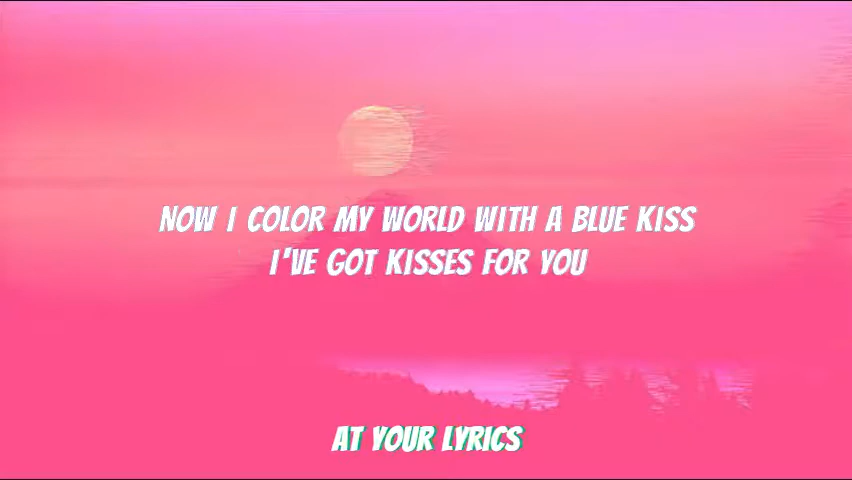 NOW I COLOR MY WORLD WITH A BLUE KISS
I'VE GOT KISSES FOR YOU
AT YOUR LYRICS